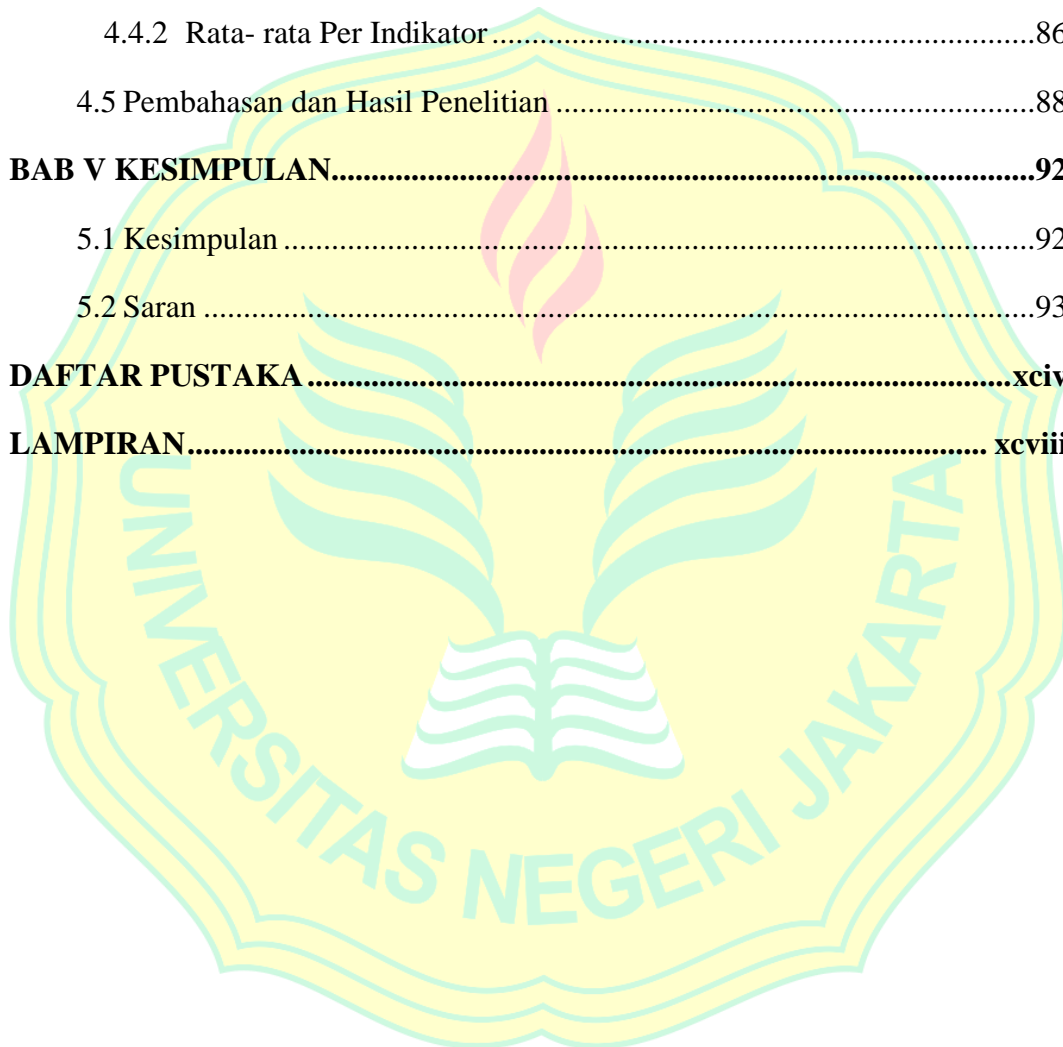 4.4.2 Rata- rata Per Indikator ........................................................................86
4.5 Pembahasan dan Hasil Penelitian ...............................................................88
BAB V KESIMPULAN.........................................................................................92
5.1 Kesimpulan ..................................................................................................92
5.2 Saran ...........................................................................................................93
DAFTAR PUSTAKA .........................................................................................xciv
LAMPIRAN..................................................................................................... xcviii
UNIVERSITAS NEGERI JAKARTA